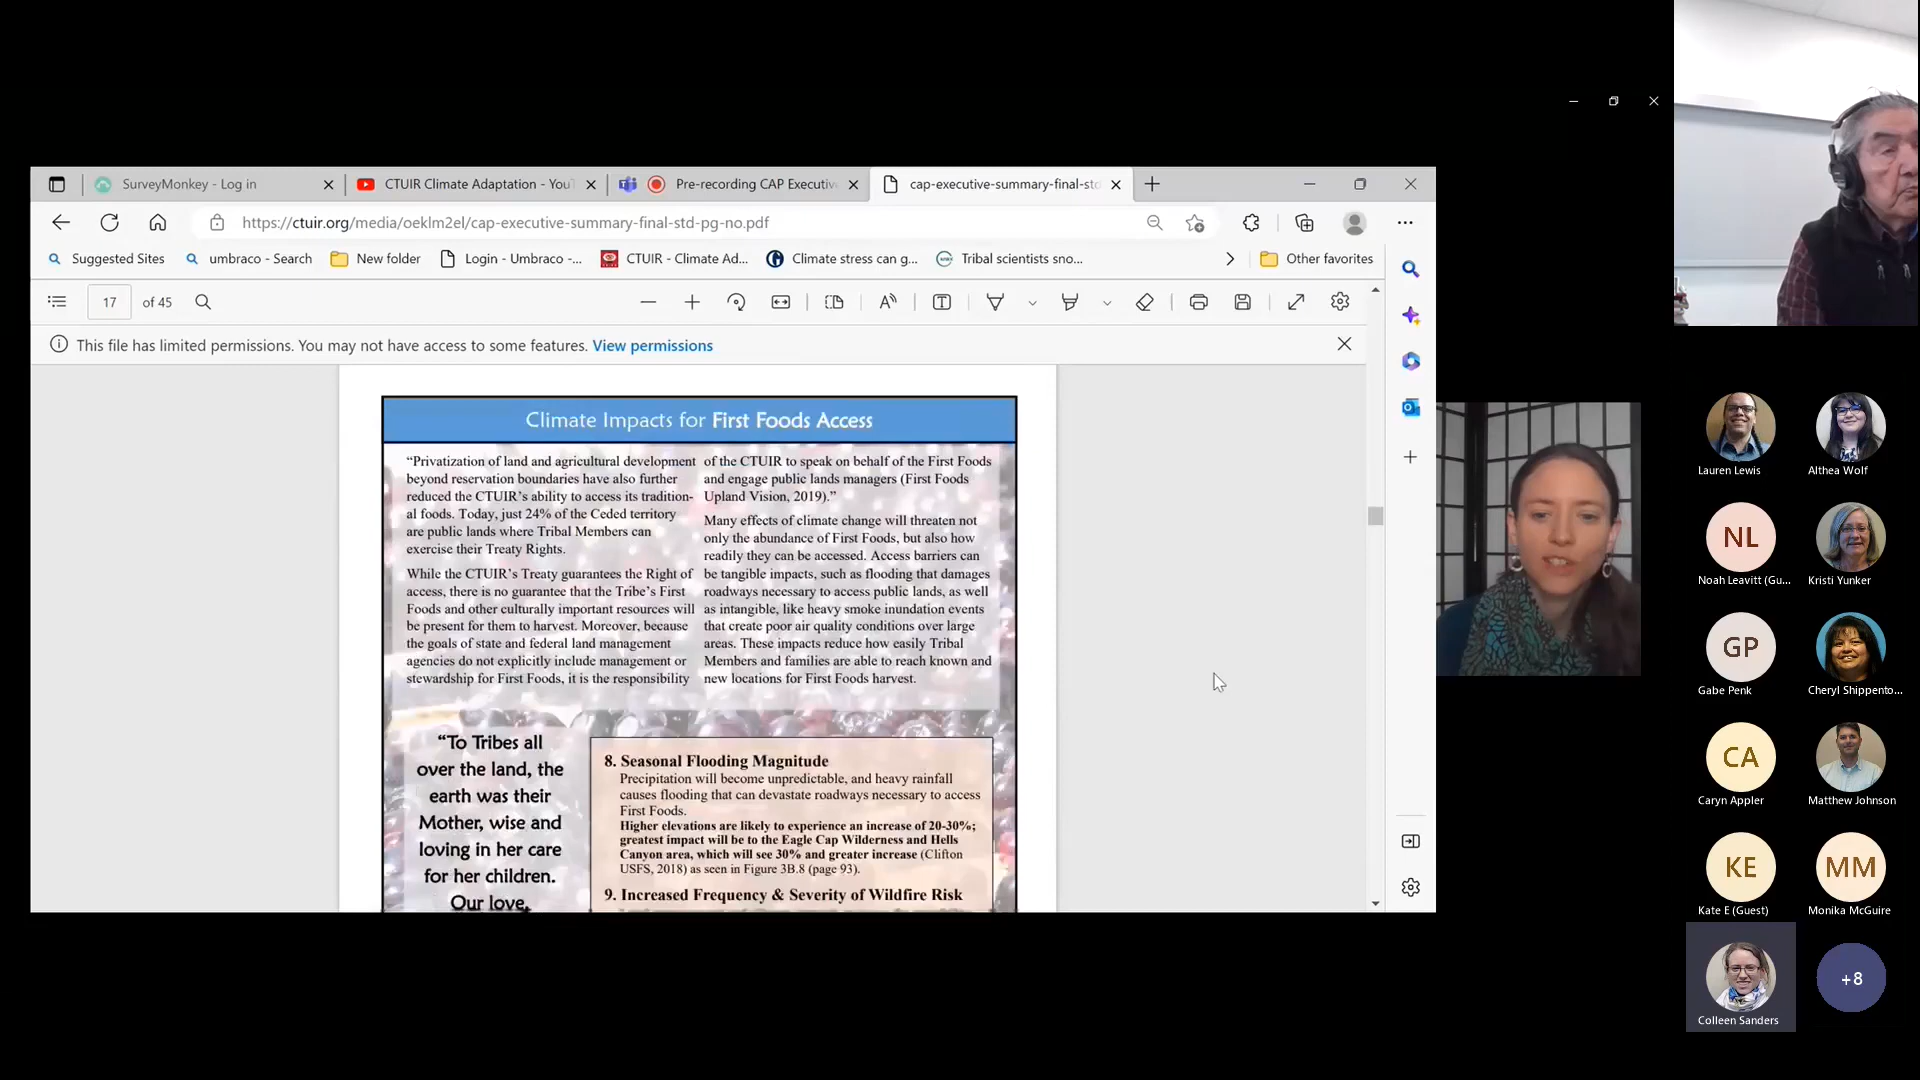 SurveyMonkey - Log in
CTUIR Climate Adaptation - YouT
Pre-recording CAP Executiv
cap-executive-summary-final-std
https://ctuir.org/media/oeklm2el/cap-executive-summary-final-std-pg-no.pdf
Suggested Sites
umbraco - Search
New folder
Login - Umbraco -...
CTUIR - Climate Ad...
Climate stress can g...
Tribal scientists sno...
Other favorites
17 of 45
This file has limited permissions. You may not have access to some features. View permissions
Climate Impacts for First Foods Access
“Privatization of land and agricultural development
beyond reservation boundaries have also further
reduced the CTUIR’s ability to access its tradition-
al foods. Today, just 24% of the Ceded territory
are public lands where Tribal Members can
exercise their Treaty Rights.
While the CTUIR’s Treaty guarantees the Right of
access, there is no guarantee that the Tribe’s First
Foods and other culturally important resources will
be present for them to harvest. Moreover, because
the goals of state and federal land management
agencies do not explicitly include management or
stewardship for First Foods, it is the responsibility
of the CTUIR to speak on behalf of the First Foods
and engage public lands managers (First Foods
Upland Vision, 2019).”
Many effects of climate change will threaten not
only the abundance of First Foods, but also how
readily they can be accessed. Access barriers can
be tangible impacts, such as flooding that damages
roadways necessary to access public lands, as well
as intangible, like heavy smoke inundation events
that create poor air quality conditions over large
areas. These impacts reduce how easily Tribal
Members and families are able to reach known and
new locations for First Foods harvest.
“To Tribes all
over the land, the
earth was their
Mother, wise and
loving in her care
for her children.
Our love,
8. Seasonal Flooding Magnitude
Precipitation will become unpredictable, and heavy rainfall
causes flooding that can devastate roadways necessary to access
First Foods.
Higher elevations are likely to experience an increase of 20-30%;
greatest impact will be to the Eagle Cap Wilderness and Hells
Canyon area, which will see 30% and greater increase (Clifton
USFS, 2018) as seen in Figure 3B.8 (page 93).
9. Increased Frequency & Severity of Wildfire Risk
Lauren Lewis
Althea Wolf
NL
Noah Leavitt (Gu...
Kristi Yunker
GP
Gabe Penk
Cheryl Shippento...
CA
Caryn Appler
Matthew Johnson
KE
Kate E (Guest)
MM
Monika McGuire
Colleen Sanders
+8